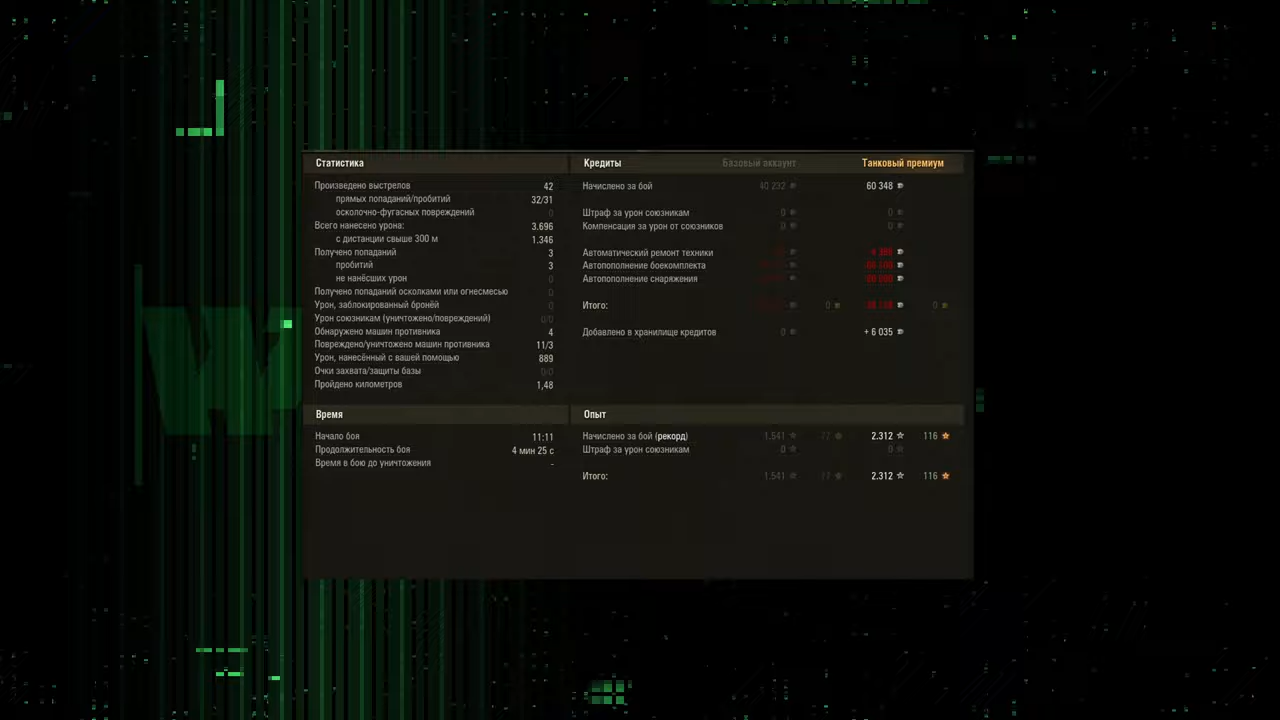 Статистика
Произведено выстрелов 42
прямых попаданий/пробитий 32/31
осколочно-фугасных повреждений 0
Всего нанесено урона: 3.696
с дистанции свыше 300 м 1.346
Получено попаданий 3
пробитий 3
не нанёсших урон 0
Получено попаданий осколками или огнесмесью 0
Урон, заблокированный бронёй 0
Урон союзникам (уничтожено/повреждений) 0/0
Обнаружено машин противника 4
Повреждено/уничтожено машин противника 11/3
Урон, нанесённый с вашей помощью 889
Очки захвата/защиты базы 0/0
Пройдено километров 1,48
Кредиты Базовый аккаунт Танковый премиум
Начислено за бой 40 232 60 348
Штраф за урон союзникам 0 0
Компенсация за урон от союзников 0 0
Автоматический ремонт техники
Автопополнение боекомплекта
Автопополнение снаряжения
Итого: 0 0
Добавлено в хранилище кредитов 0 + 6 035
Время
Начало боя 11:11
Продолжительность боя 4 мин 25 с
Время в бою до уничтожения -
Опыт
Начислено за бой (рекорд) 1.541 77 2.312 116
Штраф за урон союзникам 0 0
Итого: 1.541 77 2.312 116